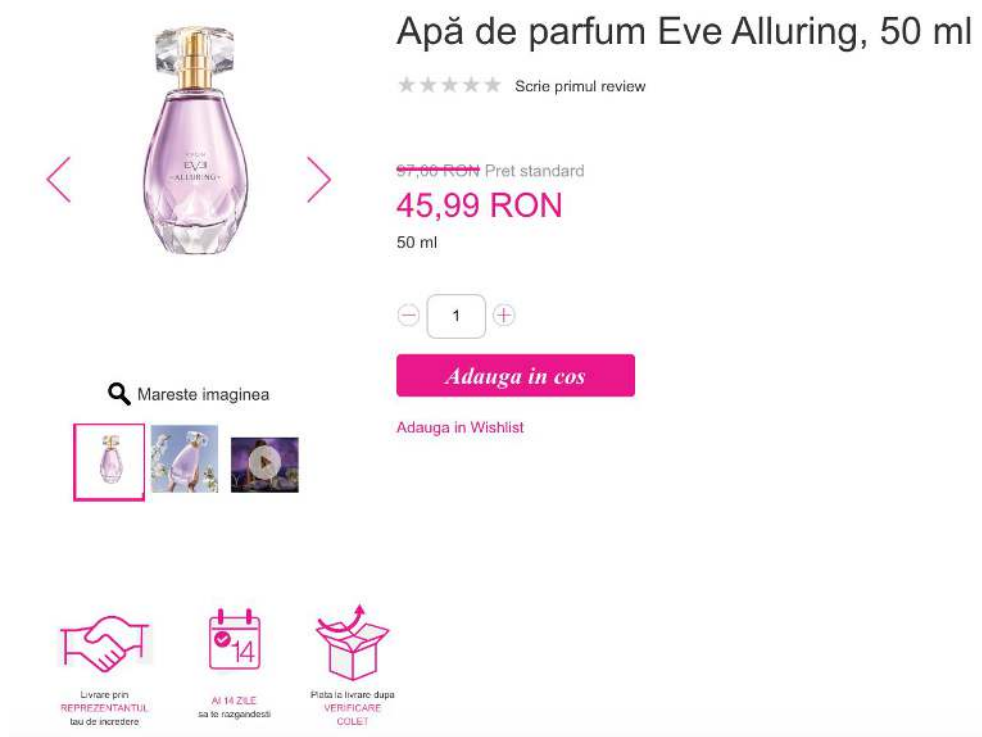 Apă de parfum Eve Alluring, 50 ml
Scrie primul review
97,00 RON Pret standard
45,99 RON
50 ml
1
Adauga in cos
Adauga in Wishlist
AVON
EVE
-ALLURING-
Mareste imaginea
14
Livrare prin
REPREZENTANTUL
tau de incredere
AI 14 ZILE
sa te razgandesti
Plata la livrare dupa
VERIFICARE
COLET